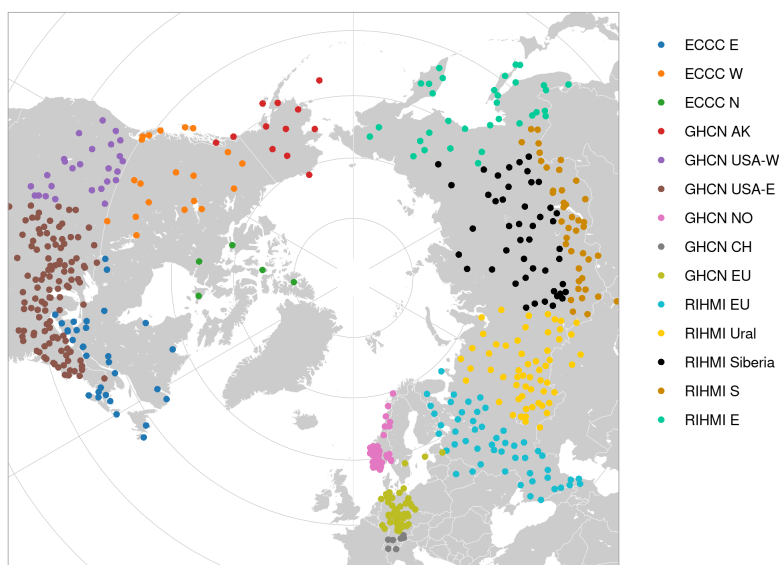 ECCC E
ECCC W
ECCC N
GHCN AK
GHCN USA-W
GHCN USA-E
GHCN NO
GHCN CH
GHCN EU
RIHMI EU
RIHMI Ural
RIHMI Siberia
RIHMI S
RIHMI E